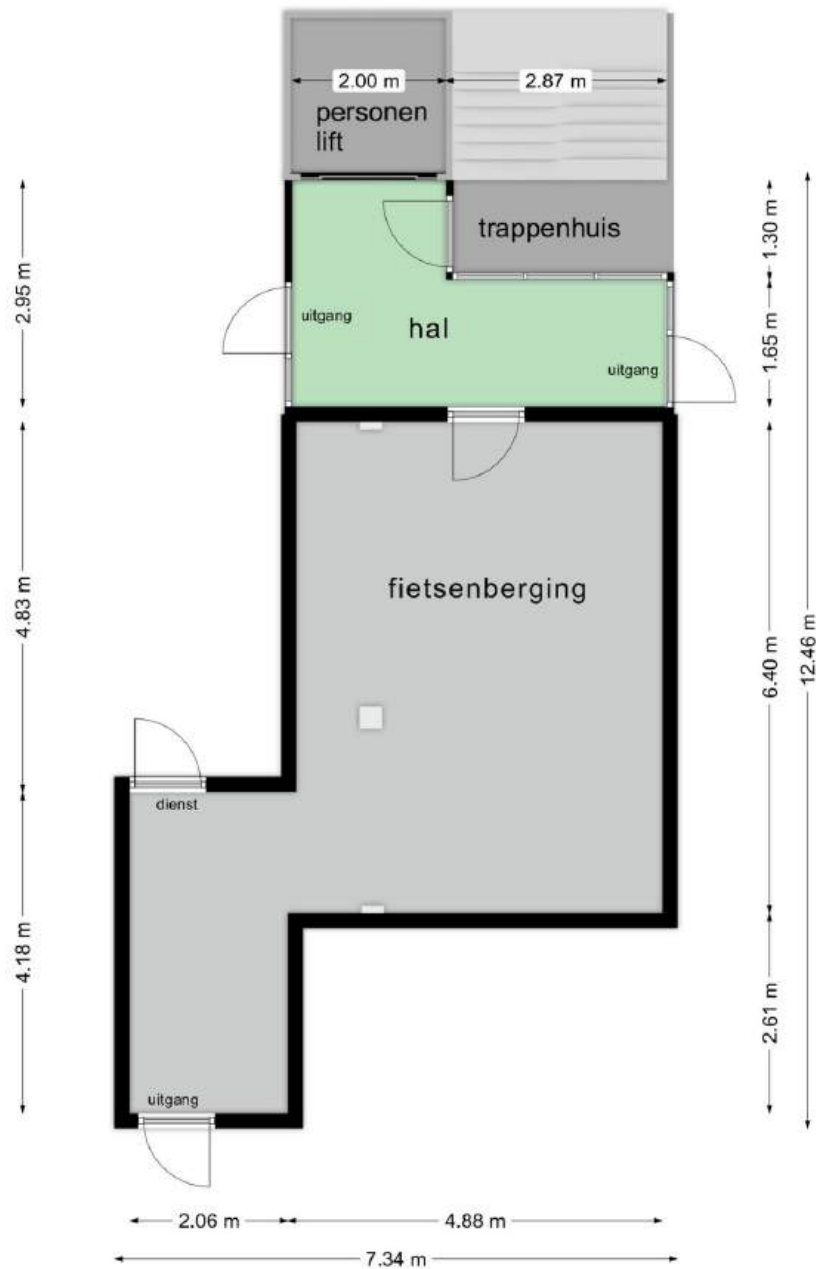 2.00 m
2.87 m
personen
lift
trappenhuis
1.30 m
2.95 m
uitgang
hal
1.65 m
uitgang
4.83 m
fietsenberging
6.40 m
12.46 m
dienst
4.18 m
2.61 m
uitgang
2.06 m
4.88 m
7.34 m